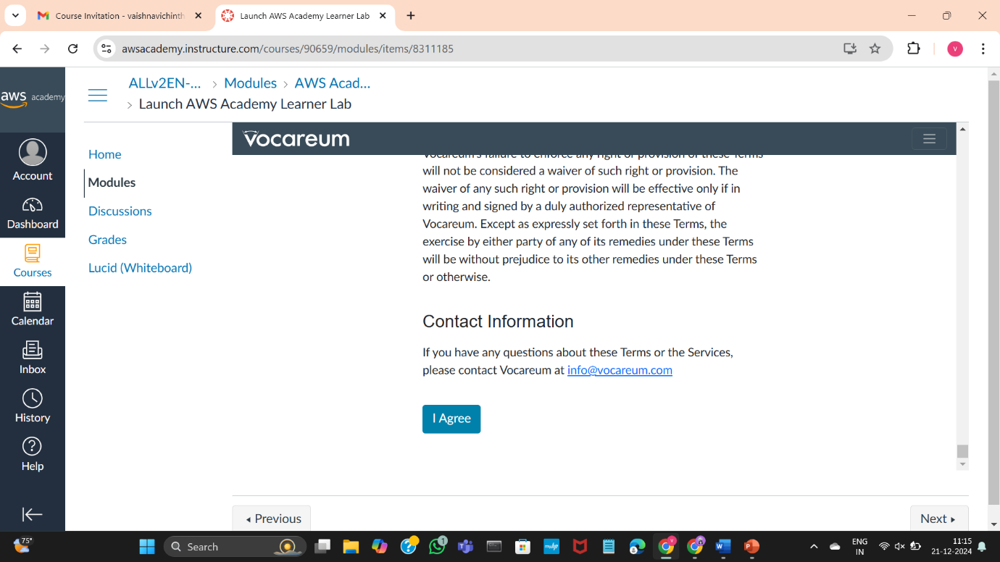 Course Invitation - vaishnavichinth
Launch AWS Academy Learner Lab
awsacademy.instructure.com/courses/90659/modules/items/8311185
v
aws academy
ALLv2EN-... > Modules > AWS Acad...
> Launch AWS Academy Learner Lab
Account
Dashboard
Courses
Calendar
Inbox
History
Help
Home
Modules
Discussions
Grades
Lucid (Whiteboard)
vocareum
Vocareum's failure to enforce any right or provision of these Terms
will not be considered a waiver of such right or provision. The
waiver of any such right or provision will be effective only if in
writing and signed by a duly authorized representative of
Vocareum. Except as expressly set forth in these Terms, the
exercise by either party of any of its remedies under these Terms
will be without prejudice to its other remedies under these Terms
or otherwise.
Contact Information
If you have any questions about these Terms or the Services,
please contact Vocareum at info@vocareum.com
I Agree
Previous
Next
75°
Search
1
myhp
ENG
IN
11:15
21-12-2024